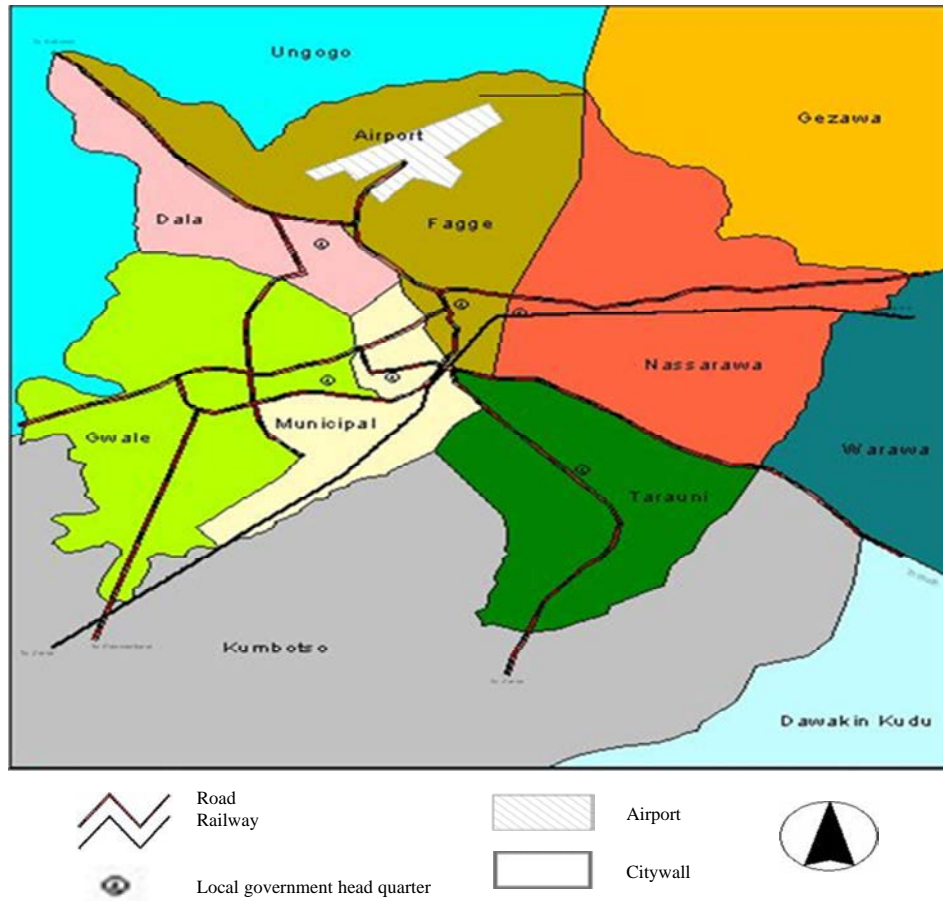 Ungogo
Gezawa
Airport
Dala
Fagge
Nassarawa
Municipal
Gwale
Warawa
Tarauni
Kumbotso
Dawakin Kudu
Road
Railway
Airport
Citywall
Local government head quarter